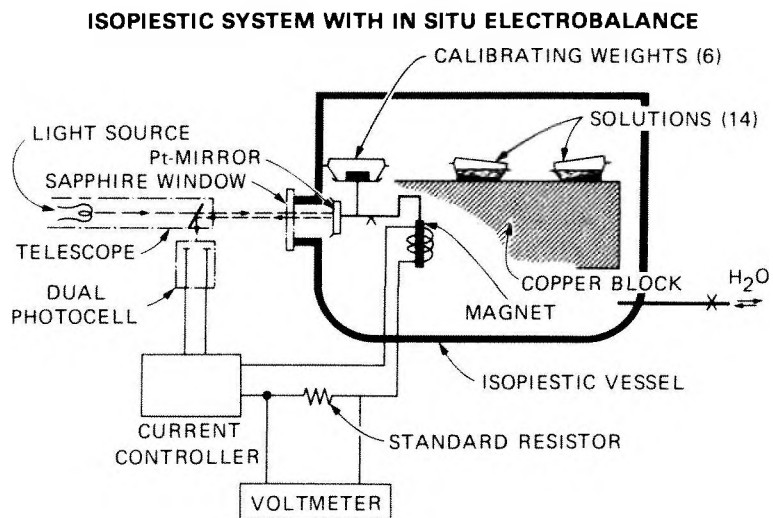 ISOPIESTIC SYSTEM WITH IN SITU ELECTROBALANCE
CALIBRATING WEIGHTS (6)
LIGHT SOURCE
SOLUTIONS (14)
Pt-MIRROR
SAPPHIRE WINDOW
TELESCOPE
DUAL
PHOTOCELL
COPPER BLOCK
MAGNET
H₂O
ISOPIESTIC VESSEL
CURRENT
CONTROLLER
STANDARD RESISTOR
VOLTMETER